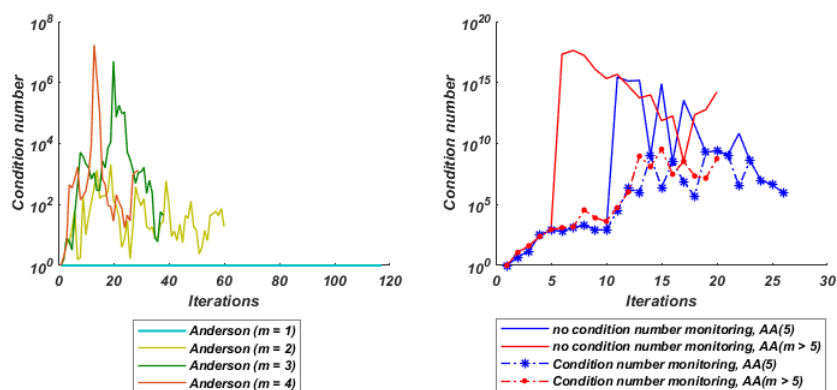 10^8
10^6
10^4
10^2
10^0
Condition number
0
20
40
60
80
100
120
Iterations
Anderson (m = 1)
Anderson (m = 2)
Anderson (m = 3)
Anderson (m = 4)
10^20
10^15
10^10
10^5
10^0
Condition number
0
5
10
15
20
25
30
Iterations
no condition number monitoring, AA(5)
no condition number monitoring, AA(m > 5)
Condition number monitoring, AA(5)
Condition number monitoring, AA(m > 5)